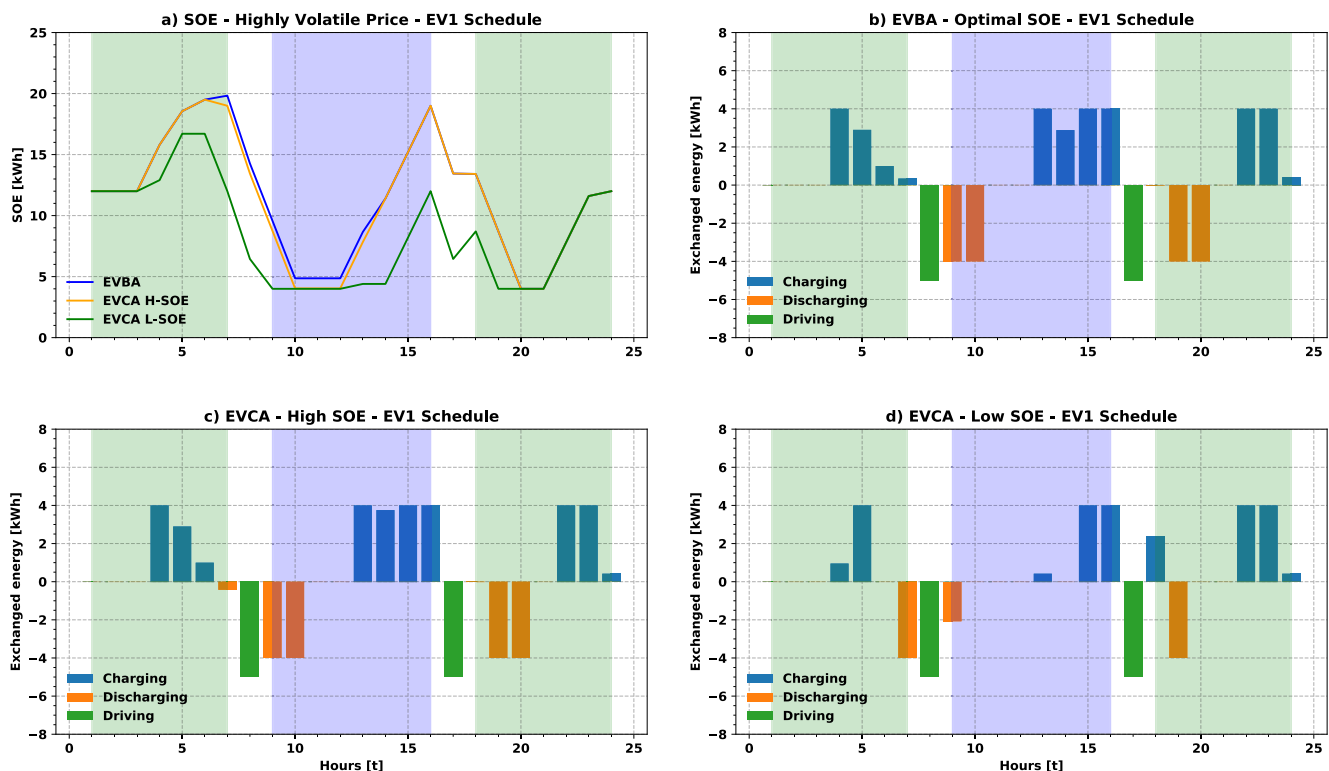 a) SOE - Highly Volatile Price - EV1 Schedule
SOE [kWh]
25
20
15
10
5
0
EVBA
EVCA H-SOE
EVCA L-SOE
0 5 10 15 20 25
b) EVBA - Optimal SOE - EV1 Schedule
Exchanged energy [kWh]
8
6
4
2
0
−2
−4
−6
−8
Charging
Discharging
Driving
0 5 10 15 20 25
c) EVCA - High SOE - EV1 Schedule
Exchanged energy [kWh]
8
6
4
2
0
−2
−4
−6
−8
Charging
Discharging
Driving
0 5 10 15 20 25
Hours [t]
d) EVCA - Low SOE - EV1 Schedule
Exchanged energy [kWh]
8
6
4
2
0
−2
−4
−6
−8
Charging
Discharging
Driving
0 5 10 15 20 25
Hours [t]